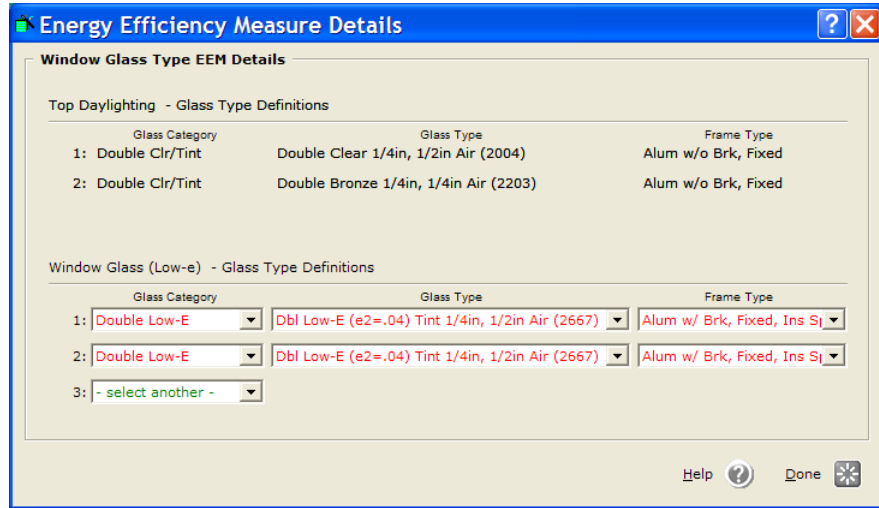 Energy Efficiency Measure Details
Window Glass Type EEM Details
Top Daylighting - Glass Type Definitions
Glass Category Glass Type Frame Type
1: Double Clr/Tint Double Clear 1/4in, 1/2in Air (2004) Alum w/o Brk, Fixed
2: Double Clr/Tint Double Bronze 1/4in, 1/4in Air (2203) Alum w/o Brk, Fixed
Window Glass (Low-e) - Glass Type Definitions
Glass Category Glass Type Frame Type
1: Double Low-E Dbl Low-E (e2=.04) Tint 1/4in, 1/2in Air (2667) Alum w/ Brk, Fixed, Ins
2: Double Low-E Dbl Low-E (e2=.04) Tint 1/4in, 1/2in Air (2667) Alum w/ Brk, Fixed, Ins
3: - select another -
Help ? Done